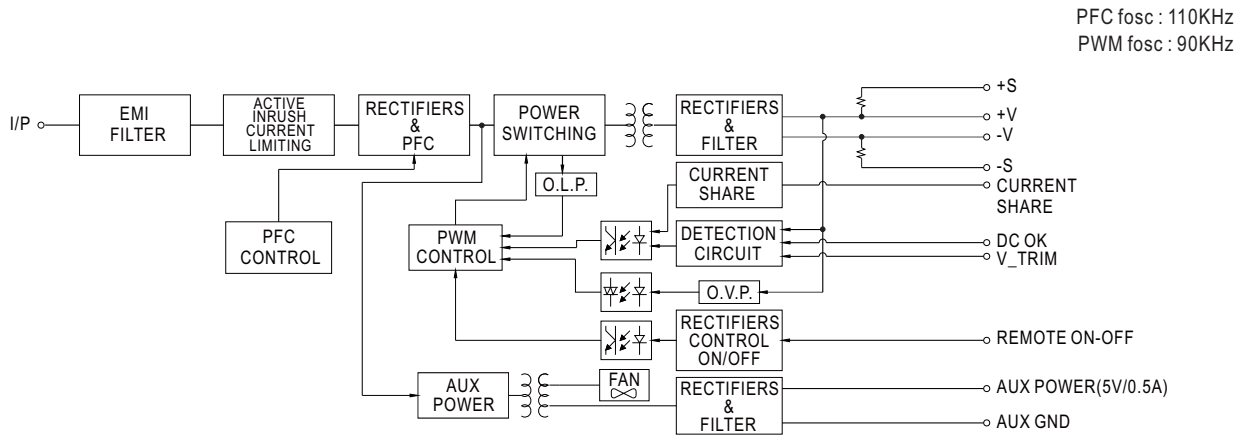 PFC fosc : 110KHz
PWM fosc : 90KHz
I/P
EMI
FILTER
ACTIVE
INRUSH
CURRENT
LIMITING
RECTIFIERS
&
PFC
POWER
SWITCHING
RECTIFIERS
&
FILTER
+S
+V
-V
-S
O.L.P.
CURRENT
SHARE
CURRENT
SHARE
PFC
CONTROL
PWM
CONTROL
DETECTION
CIRCUIT
DC OK
V_TRIM
O.V.P.
RECTIFIERS
CONTROL
ON/OFF
REMOTE ON-OFF
AUX
POWER
FAN
RECTIFIERS
&
FILTER
AUX POWER(5V/0.5A)
AUX GND